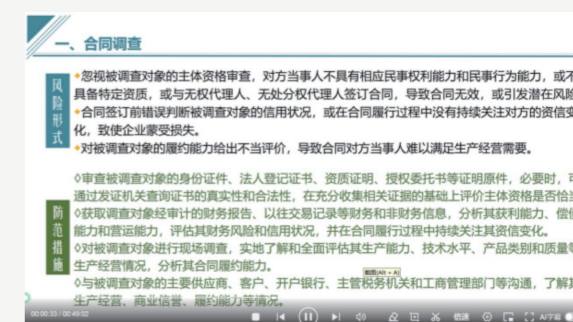 一、合同调查
风险形式
忽视被调查对象的主体资格审查，对方当事人不具有相应民事权利能力和民事行为能力，或不
具备特定资质，或与无权代理人、无处分权代理人签订合同，导致合同无效，或引发潜在风险
合同签订前错误判断被调查对象的信用状况，或在合同履行过程中没有持续关注对方的资信变
化，致使企业蒙受损失。
对被调查对象的履约能力给出不当评价，导致合同对方当事人难以满足生产经营需要。
防范措施
◊审查被调查对象的身份证件、法人登记证书、资质证明、授权委托书等证明原件，必要时，可
通过发证机关查询证书的真实性和合法性，在充分收集相关证据的基础上评价主体资格是否恰当
◊获取调查对象经审计的财务报告、以往交易记录等财务和非财务信息，分析其获利能力、偿债
能力和营运能力，评估其财务风险和信用状况，并在合同履行过程中持续关注其资信变化。
◊对被调查对象进行现场调查，实地了解和全面评估其生产能力、技术水平、产品类别和质量等
生产经营情况，分析其合同履约能力。
截图(Alt + A)
◊与被调查对象的主要供应商、客户、开户银行、主管税务机关和工商管理部门等沟通，了解其
生产经营、商业信誉、履约能力等情况。
00:00:33 / 00:49:02
倍速
AI字幕